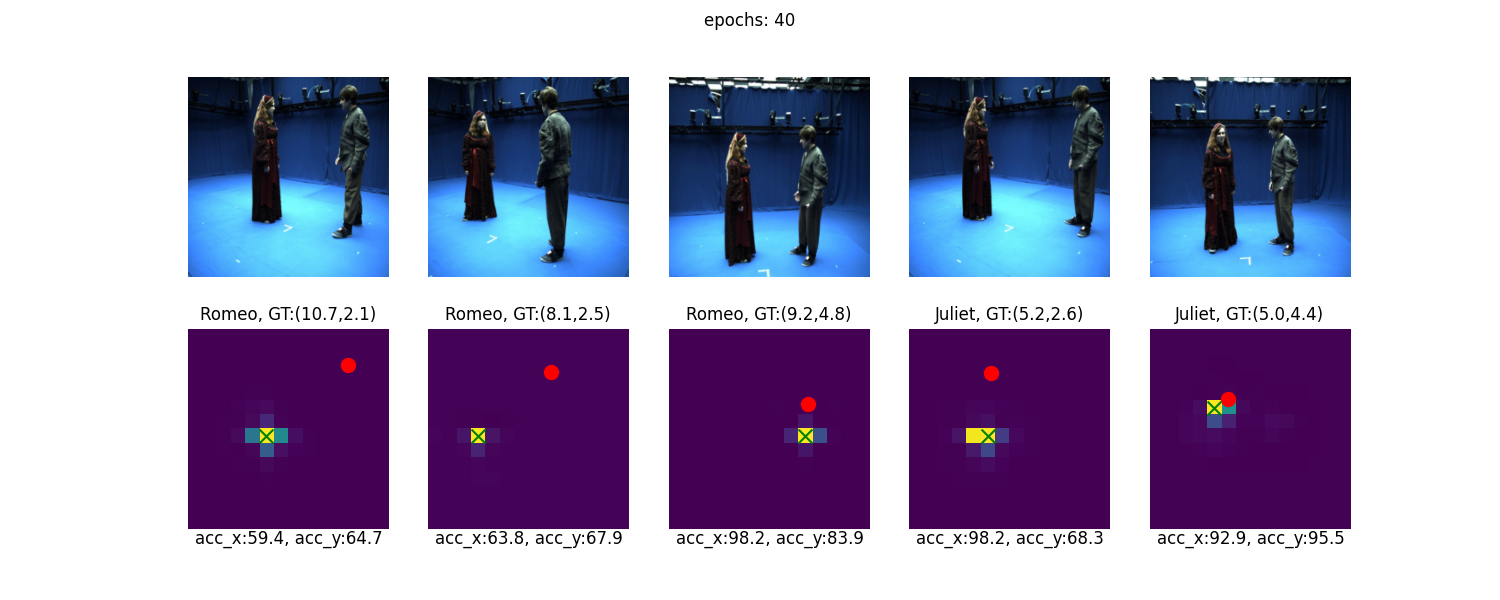 epochs: 40
Romeo, GT:(10.7,2.1)
Romeo, GT:(8.1,2.5)
Romeo, GT:(9.2,4.8)
Juliet, GT:(5.2,2.6)
Juliet, GT:(5.0,4.4)
acc_x:59.4, acc_y:64.7
acc_x:63.8, acc_y:67.9
acc_x:98.2, acc_y:83.9
acc_x:98.2, acc_y:68.3
acc_x:92.9, acc_y:95.5